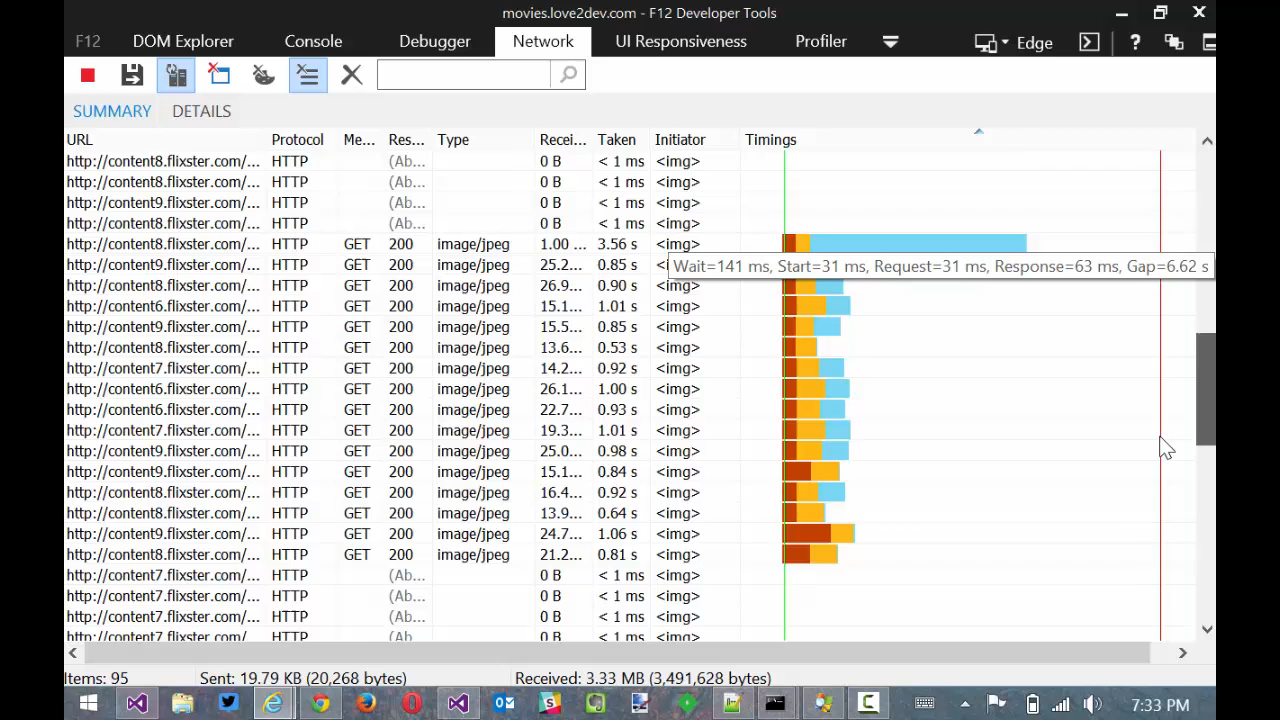 movies.love2dev.com - F12 Developer Tools
F12 DOM Explorer Console Debugger Network UI Responsiveness Profiler Edge ?
SUMMARY DETAILS
URL Protocol Me... Res... Type Recei... Taken Initiator Timings
http://content8.flixster.com/... HTTP (Ab... 0 B < 1 ms <img>
http://content8.flixster.com/... HTTP (Ab... 0 B < 1 ms <img>
http://content9.flixster.com/... HTTP (Ab... 0 B < 1 ms <img>
http://content8.flixster.com/... HTTP (Ab... 0 B < 1 ms <img>
http://content8.flixster.com/... HTTP GET 200 image/jpeg 1.00 ... 3.56 s <img>
http://content9.flixster.com/... HTTP GET 200 image/jpeg 25.2... 0.85 s
Wait=141 ms, Start=31 ms, Request=31 ms, Response=63 ms, Gap=6.62 s
http://content8.flixster.com/... HTTP GET 200 image/jpeg 26.9... 0.90 s <img>
http://content6.flixster.com/... HTTP GET 200 image/jpeg 15.1... 1.01 s <img>
http://content9.flixster.com/... HTTP GET 200 image/jpeg 15.5... 0.85 s <img>
http://content8.flixster.com/... HTTP GET 200 image/jpeg 13.6... 0.53 s <img>
http://content7.flixster.com/... HTTP GET 200 image/jpeg 14.2... 0.92 s <img>
http://content6.flixster.com/... HTTP GET 200 image/jpeg 26.1... 1.00 s <img>
http://content6.flixster.com/... HTTP GET 200 image/jpeg 22.7... 0.93 s <img>
http://content7.flixster.com/... HTTP GET 200 image/jpeg 19.3... 1.01 s <img>
http://content9.flixster.com/... HTTP GET 200 image/jpeg 25.0... 0.98 s <img>
http://content9.flixster.com/... HTTP GET 200 image/jpeg 15.1... 0.84 s <img>
http://content8.flixster.com/... HTTP GET 200 image/jpeg 16.4... 0.92 s <img>
http://content8.flixster.com/... HTTP GET 200 image/jpeg 13.9... 0.64 s <img>
http://content9.flixster.com/... HTTP GET 200 image/jpeg 24.7... 1.06 s <img>
http://content8.flixster.com/... HTTP GET 200 image/jpeg 21.2... 0.81 s <img>
http://content7.flixster.com/... HTTP (Ab... 0 B < 1 ms <img>
http://content7.flixster.com/... HTTP (Ab... 0 B < 1 ms <img>
http://content7.flixster.com/... HTTP (Ab... 0 B < 1 ms <img>
http://content7.flixster.com/... HTTP (Ab... 0 B < 1 ms <img>
Items: 95 Sent: 19.79 KB (20,268 bytes) Received: 3.33 MB (3,491,628 bytes)
7:33 PM